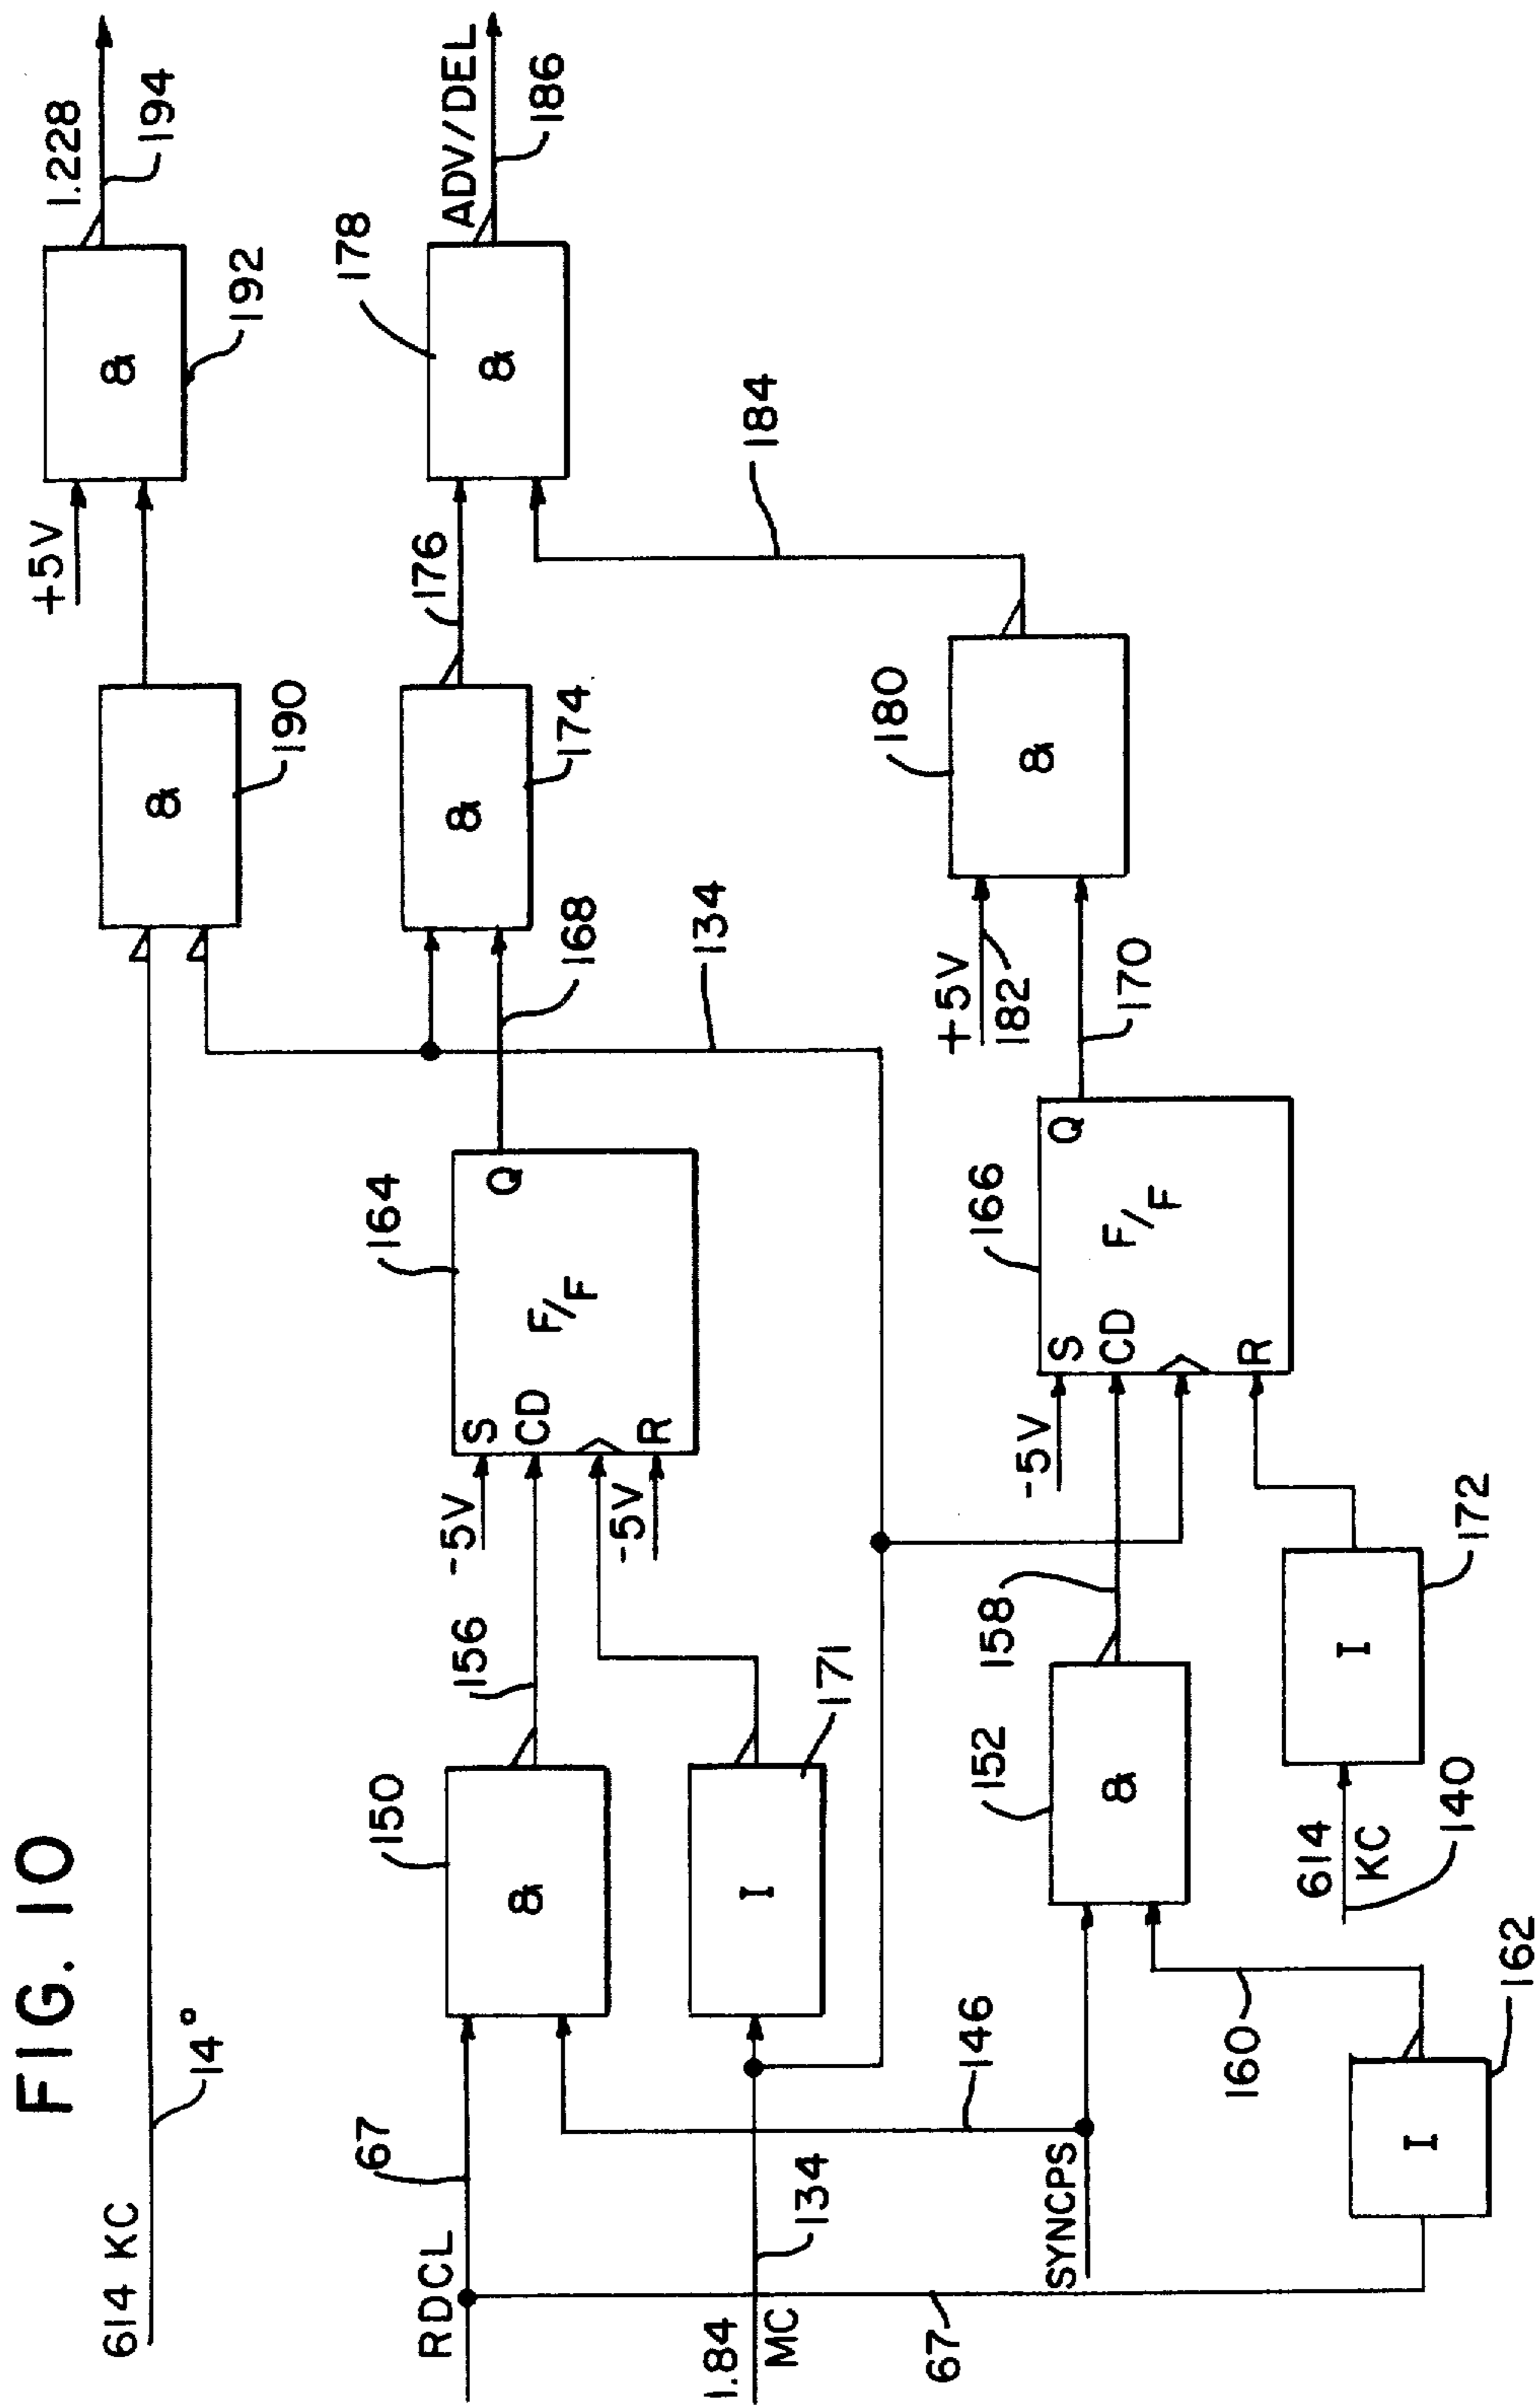 FIG. 10
614 KC
14°
1.228
194
+5V
&
192
&
190
RDCL
67
150
&
156
-5V
S
CD
R
-5V
F/F
Q
164
168
&
174
176
&
178
ADV/DEL
186
1.84
MC
134
I
171
134
184
SYNCPS
146
152
&
158
-5V
S
CD
R
F/F
Q
166
170
+5V
182
&
180
67
160
I
162
614
KC
140
I
172